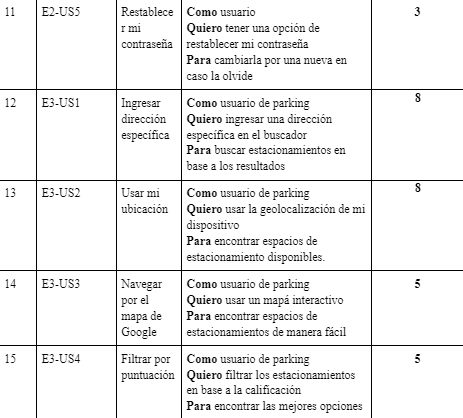 11 E2-US5 Restablece Como usuario 3
r mi Quiero tener una opción de
contraseña restablecer mi contraseña
Para cambiarla por una nueva en
caso la olvide
12 E3-US1 Ingresar Como usuario de parking 8
dirección Quiero ingresar una dirección
específica específica en el buscador
Para buscar estacionamientos en
base a los resultados
13 E3-US2 Usar mi Como usuario de parking 8
ubicación Quiero usar la geolocalización de mi
dispositivo
Para encontrar espacios de
estacionamiento disponibles.
14 E3-US3 Navegar Como usuario de parking 5
por el Quiero usar un mapá interactivo
mapa de Para encontrar espacios de
Google estacionamientos de manera fácil
15 E3-US4 Filtrar por Como usuario de parking 5
puntuación Quiero filtrar los estacionamientos
en base a la calificación
Para encontrar las mejores opciones